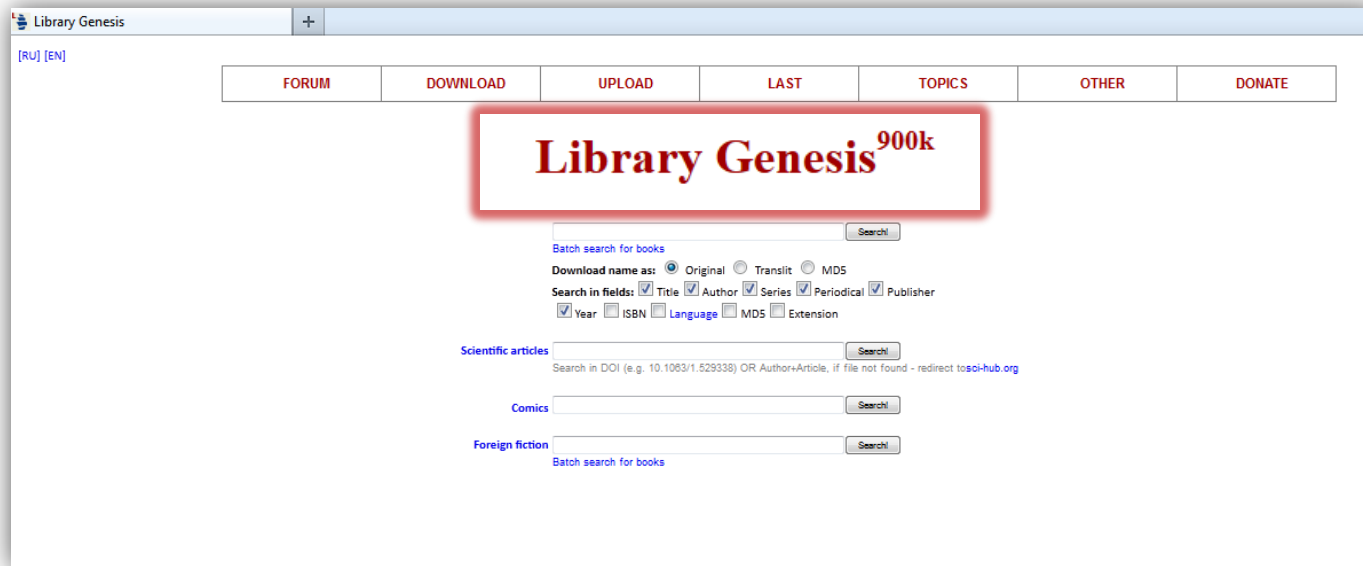 Library Genesis
+
[RU] [EN]
FORUM DOWNLOAD UPLOAD LAST TOPICS OTHER DONATE
Library Genesis 900k
Search!
Batch search for books
Download name as: Original Translit MD5
Search in fields: Title Author Series Periodical Publisher
Year ISBN Language MD5 Extension
Scientific articles Search!
Search in DOI (e.g. 10.1063/1.529338) OR Author+Article, if file not found - redirect tosci-hub.org
Comics Search!
Foreign fiction Search!
Batch search for books